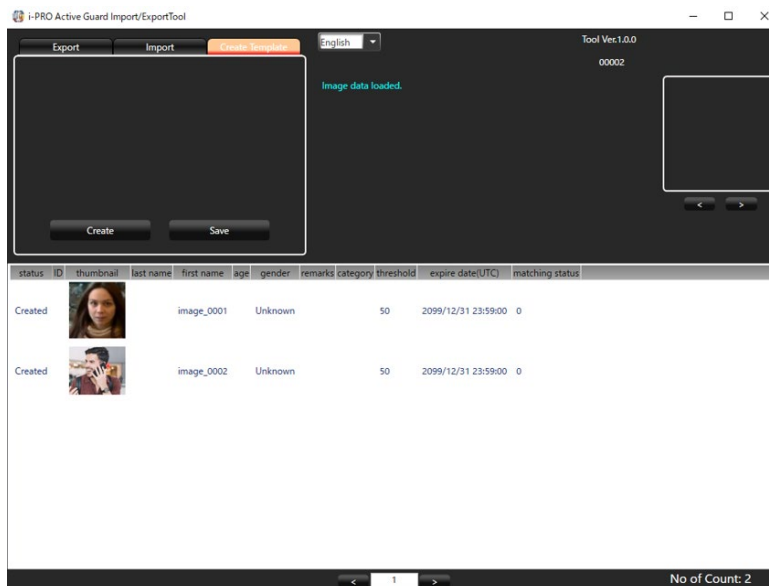 i-PRO Active Guard Import/ExportTool
Export Import Create Template English Tool Ver.1.0.0
00002
Image data loaded.
< >
Create Save
status ID thumbnail last name first name age gender remarks category threshold expire date(UTC) matching status
Created image_0001 Unknown 50 2099/12/31 23:59:00 0
Created image_0002 Unknown 50 2099/12/31 23:59:00 0
< 1 > No of Count: 2